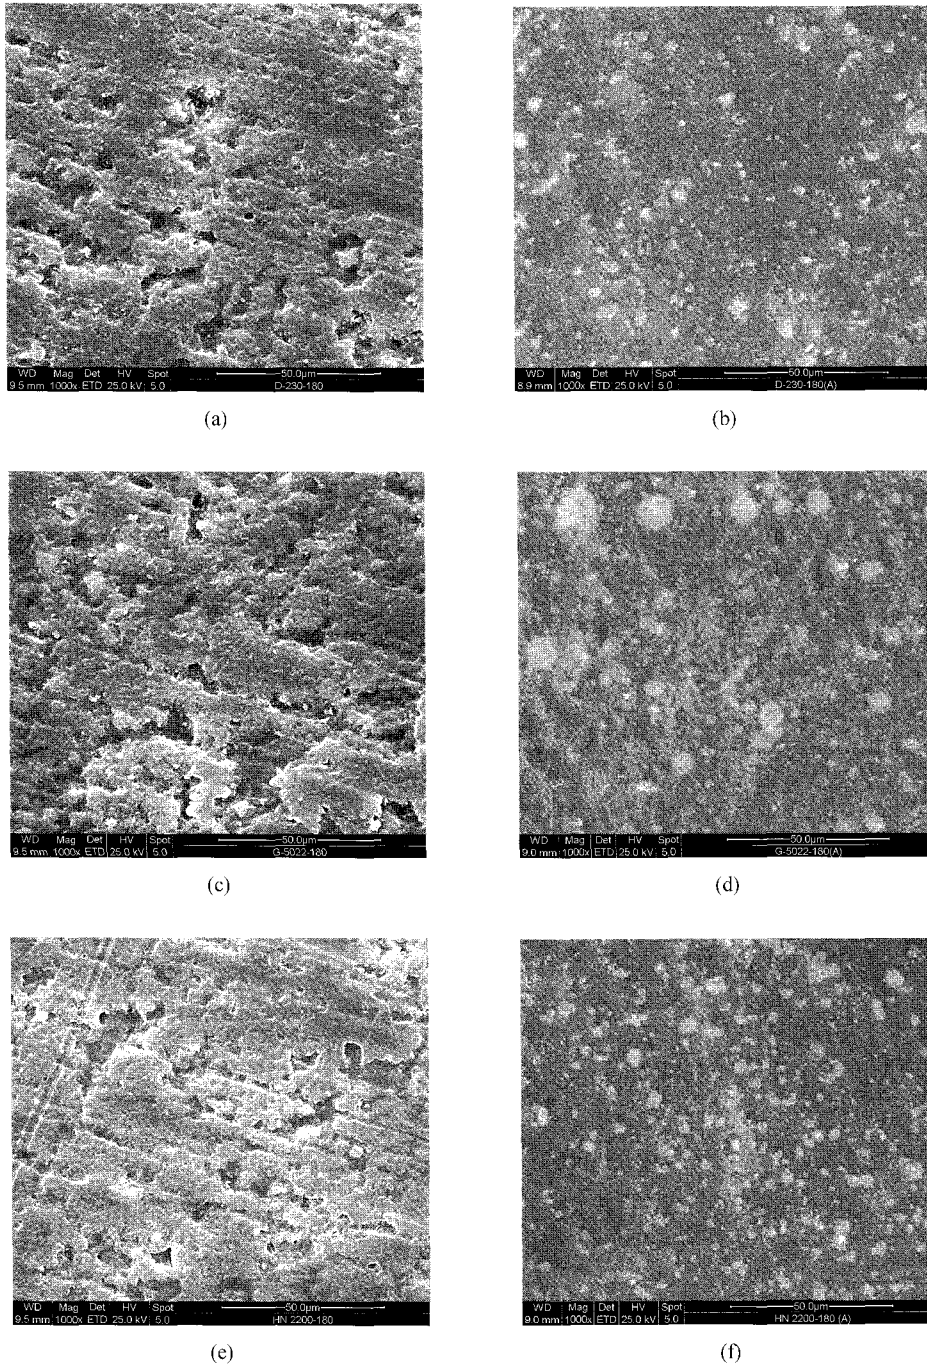 WD Mag Det HV Spot 50.0μm
9.5 mm 1000x ETD 25.0 kV 5.0 D-230-180
(a)
WD Mag Det HV Spot 50.0μm
8.9 mm 1000x ETD 25.0 kV 5.0 D-230-180(A)
(b)
WD Mag Det HV Spot 50.0μm
9.5 mm 1000x ETD 25.0 kV 5.0 G-5022-180
(c)
WD Mag Det HV Spot 50.0μm
9.0 mm 1000x ETD 25.0 kV 5.0 G-5022-180(A)
(d)
WD Mag Det HV Spot 50.0μm
9.5 mm 1000x ETD 25.0 kV 5.0 HN 2200-180
(e)
WD Mag Det HV Spot 50.0μm
9.0 mm 1000x ETD 25.0 kV 5.0 HN 2200-180 (A)
(f)